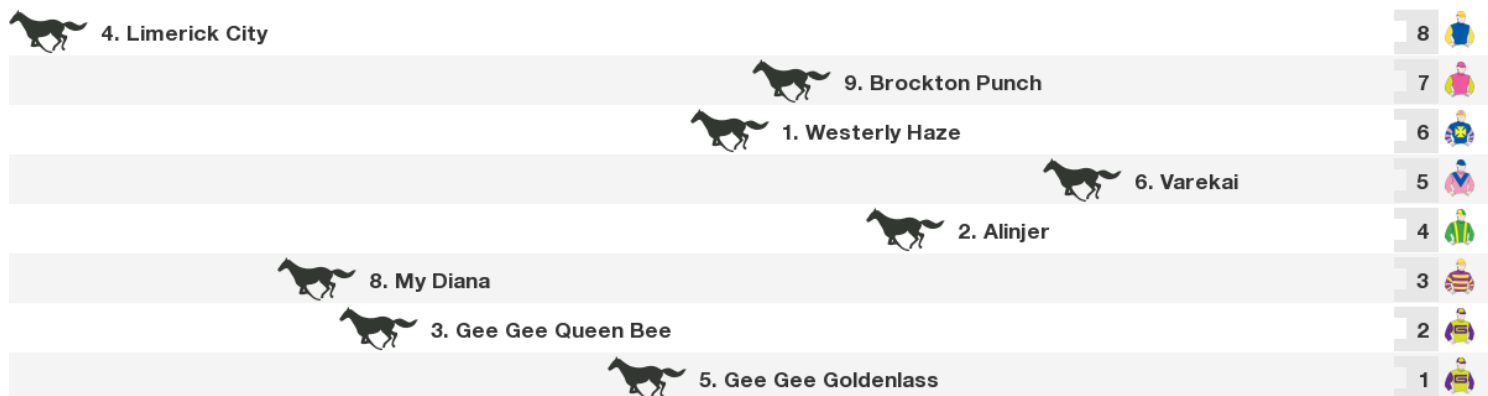 4. Limerick City 8
9. Brockton Punch 7
1. Westerly Haze 6
6. Varekai 5
2. Alinjer 4
8. My Diana 3
3. Gee Gee Queen Bee 2
5. Gee Gee Goldenlass 1